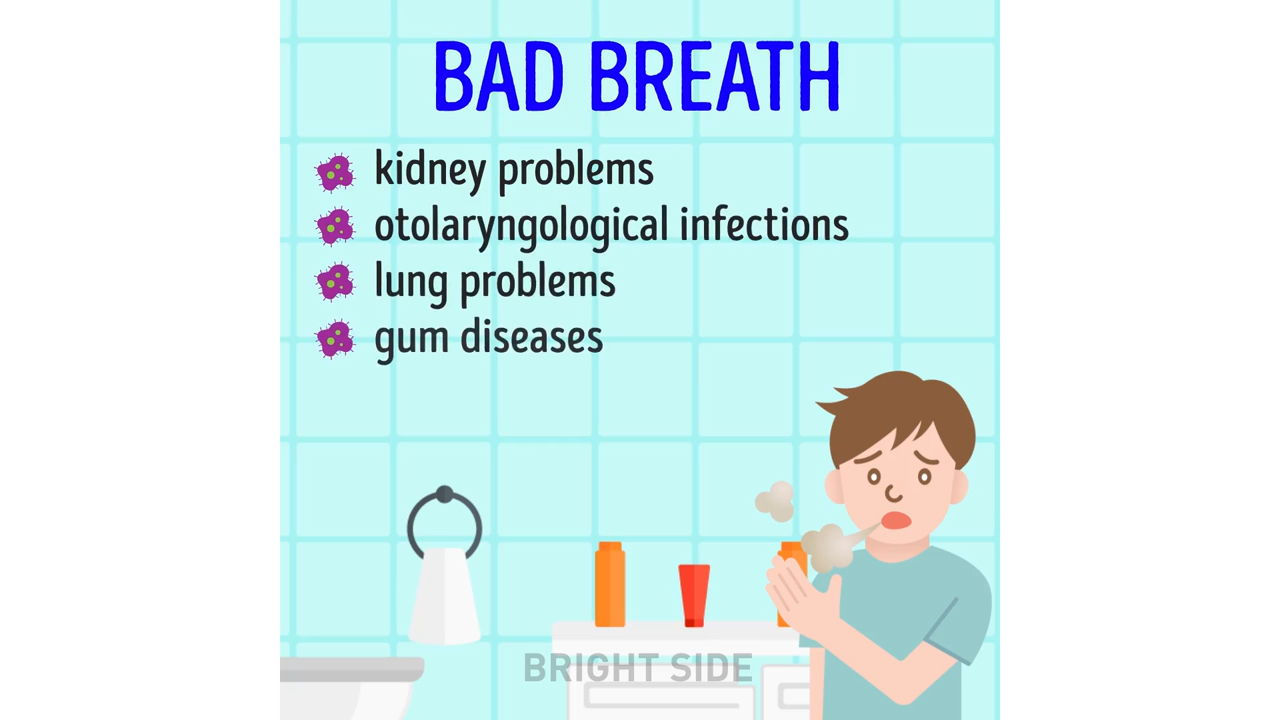 BAD BREATH
kidney problems
otolaryngological infections
lung problems
gum diseases
BRIGHT SIDE